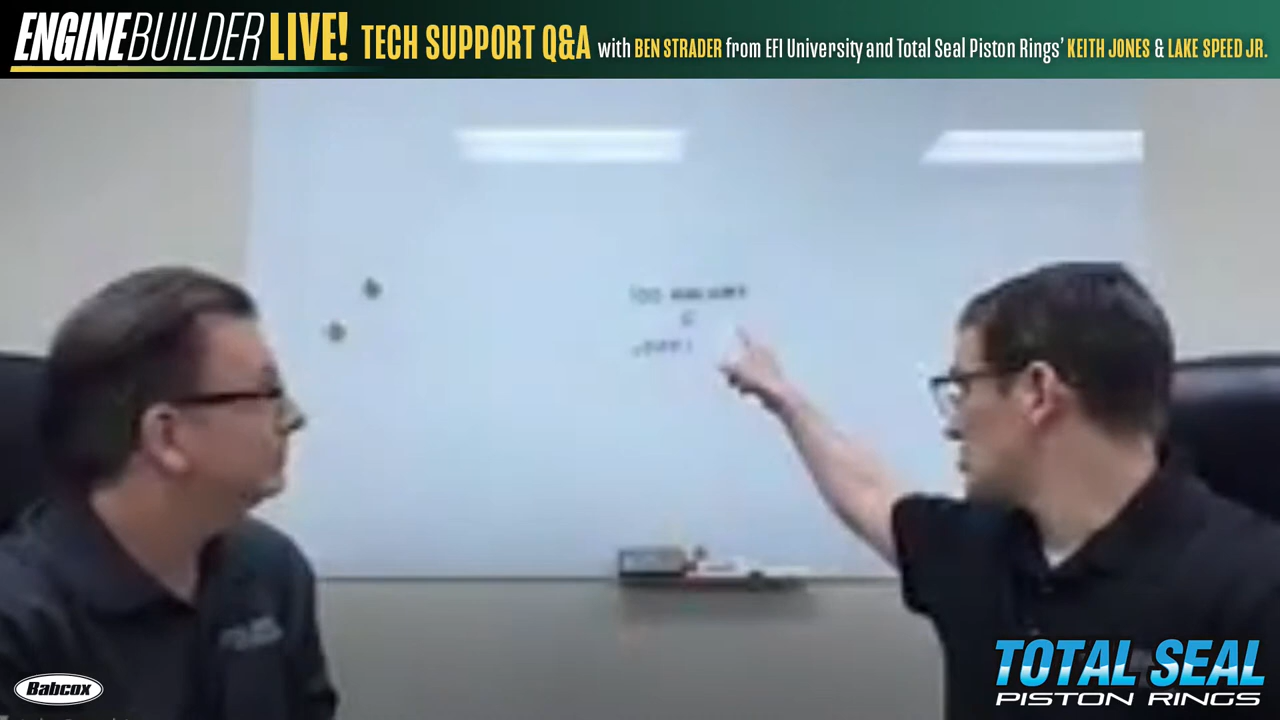 ENGINEBUILDER LIVE! TECH SUPPORT Q&A with BEN STRADER from EFI University and Total Seal Piston Rings' KEITH JONES & LAKE SPEED JR.
Babcox
TOTAL SEAL
PISTON RINGS